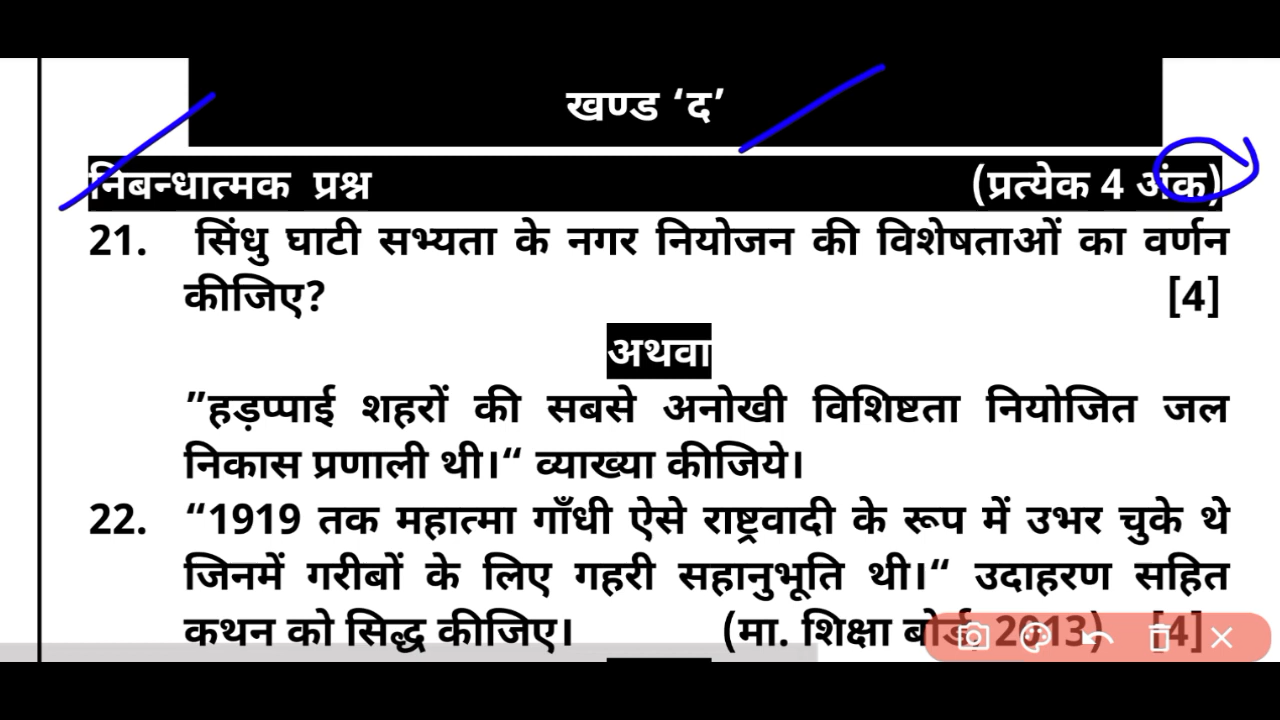 खण्ड ‘द’
निबन्धात्मक प्रश्न (प्रत्येक 4 अंक)
21. सिंधु घाटी सभ्यता के नगर नियोजन की विशेषताओं का वर्णन
कीजिए? [4]
अथवा
”हड़प्पाई शहरों की सबसे अनोखी विशिष्टता नियोजित जल
निकास प्रणाली थी।“ व्याख्या कीजिये।
22. “1919 तक महात्मा गाँधी ऐसे राष्ट्रवादी के रूप में उभर चुके थे
जिनमें गरीबों के लिए गहरी सहानुभूति थी।“ उदाहरण सहित
कथन को सिद्ध कीजिए। (मा. शिक्षा बोर्ड, 2013) [4]